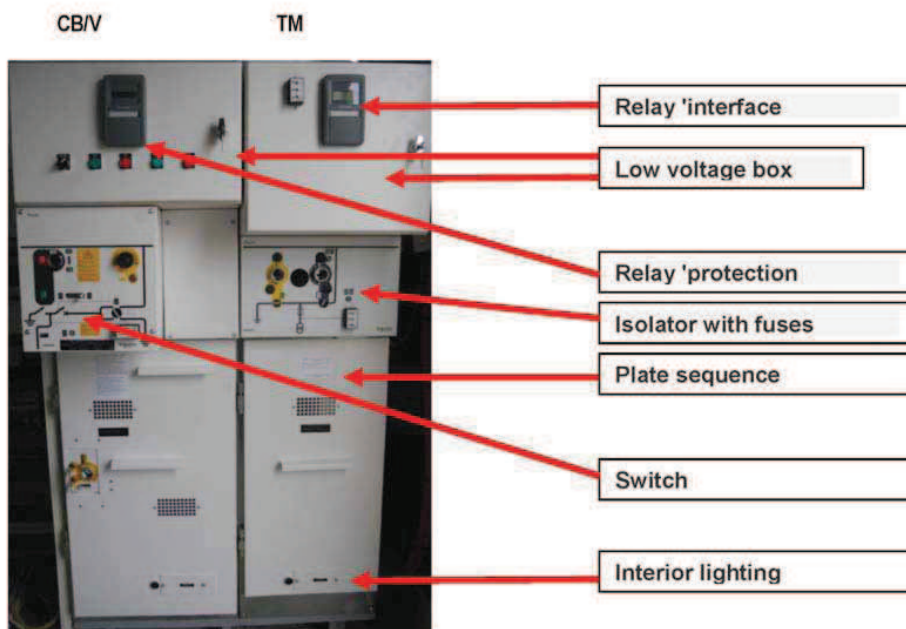 CB/V TM
Relay 'interface
Low voltage box
Relay 'protection
Isolator with fuses
Plate sequence
Switch
Interior lighting